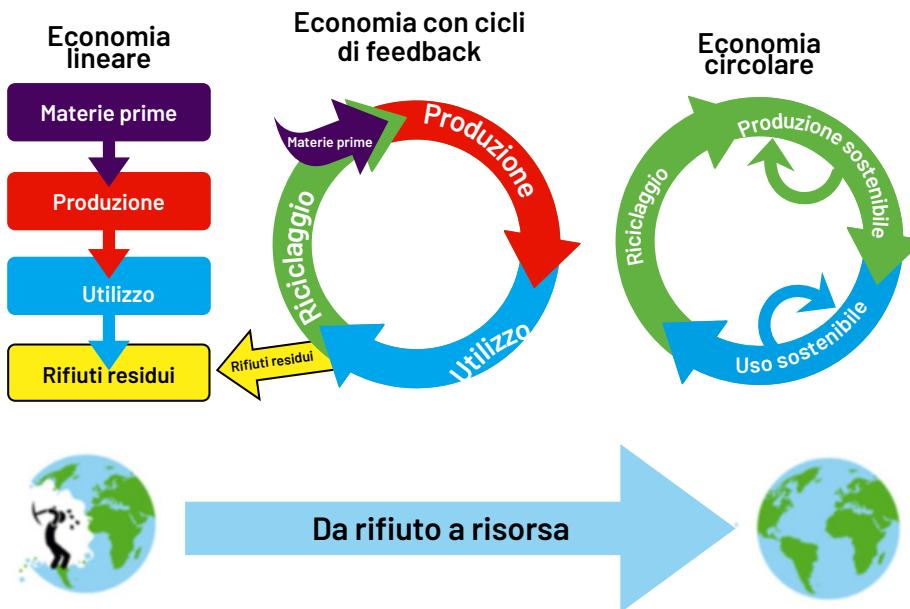 Economia
lineare
Materie prime
Produzione
Utilizzo
Rifiuti residui
Economia con cicli
di feedback
Materie prime
Produzione
Utilizzo
Riciclaggio
Rifiuti residui
Economia
circolare
Produzione sostenibile
Uso sostenibile
Riciclaggio
Da rifiuto a risorsa